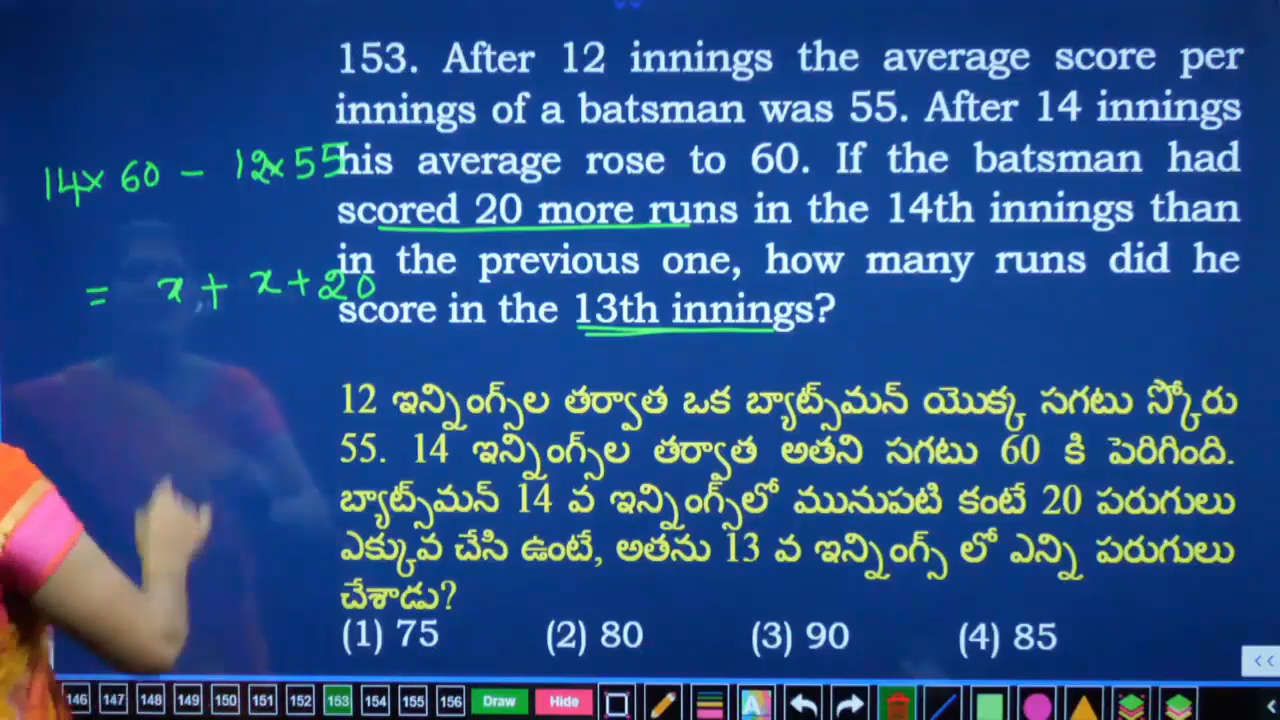 153. After 12 innings the average score per
innings of a batsman was 55. After 14 innings
his average rose to 60. If the batsman had
scored 20 more runs in the 14th innings than
in the previous one, how many runs did he
score in the 13th innings?
14× 60 − 12×55
= x + x+20
12 ఇన్నింగ్స్‌ల తర్వాత ఒక బ్యాట్స్‌మన్ యొక్క సగటు స్కోరు
55. 14 ఇన్నింగ్స్‌ల తర్వాత అతని సగటు 60 కి పెరిగింది.
బ్యాట్స్‌మన్ 14 వ ఇన్నింగ్స్‌లో మునుపటి కంటే 20 పరుగులు
ఎక్కువ చేసి ఉంటే, అతను 13 వ ఇన్నింగ్స్ లో ఎన్ని పరుగులు
చేశాడు?
(1) 75 (2) 80 (3) 90 (4) 85
146 147 148 149 150 151 152 153 154 155 156 Draw Hide A